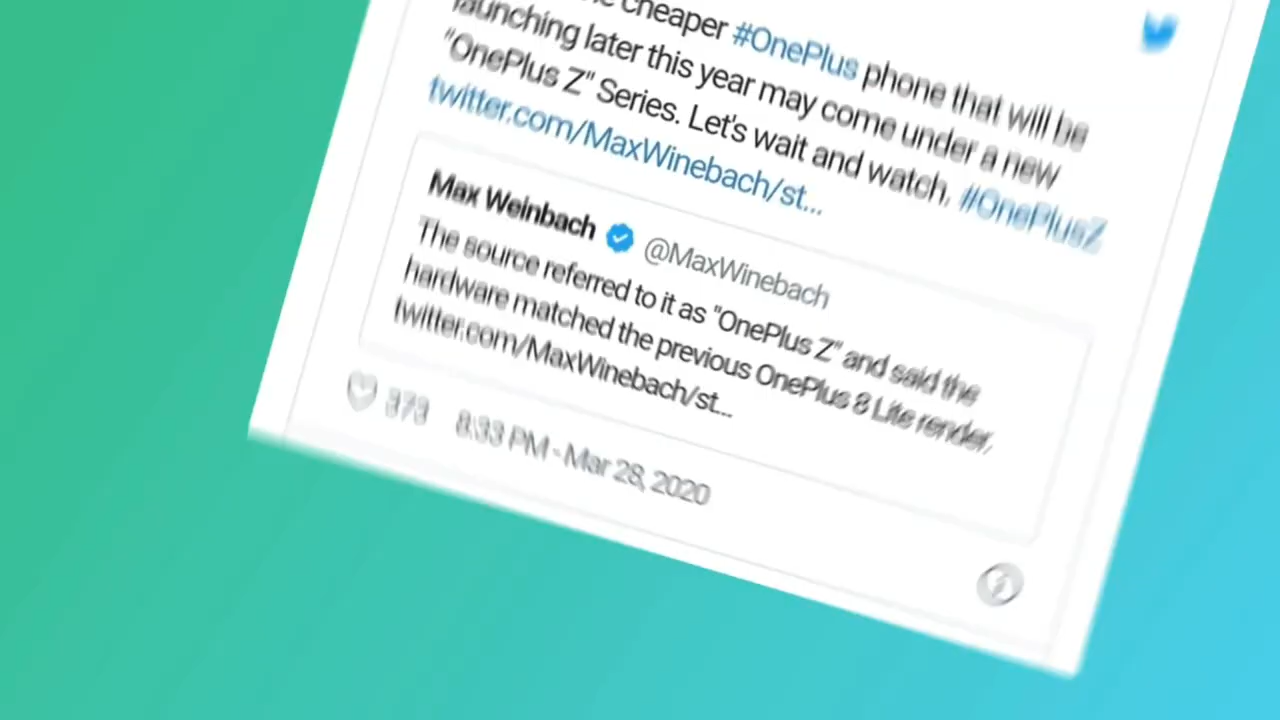 cheaper #OnePlus phone that will be
launching later this year may come under a new
"OnePlus Z" Series. Let's wait and watch. #OnePlusZ
twitter.com/MaxWinebach/st...
Max Weinbach @MaxWinebach
The source referred to it as "OnePlus Z" and said the
hardware matched the previous OnePlus 8 Lite render.
twitter.com/MaxWinebach/st...
373 8:33 PM - Mar 28, 2020